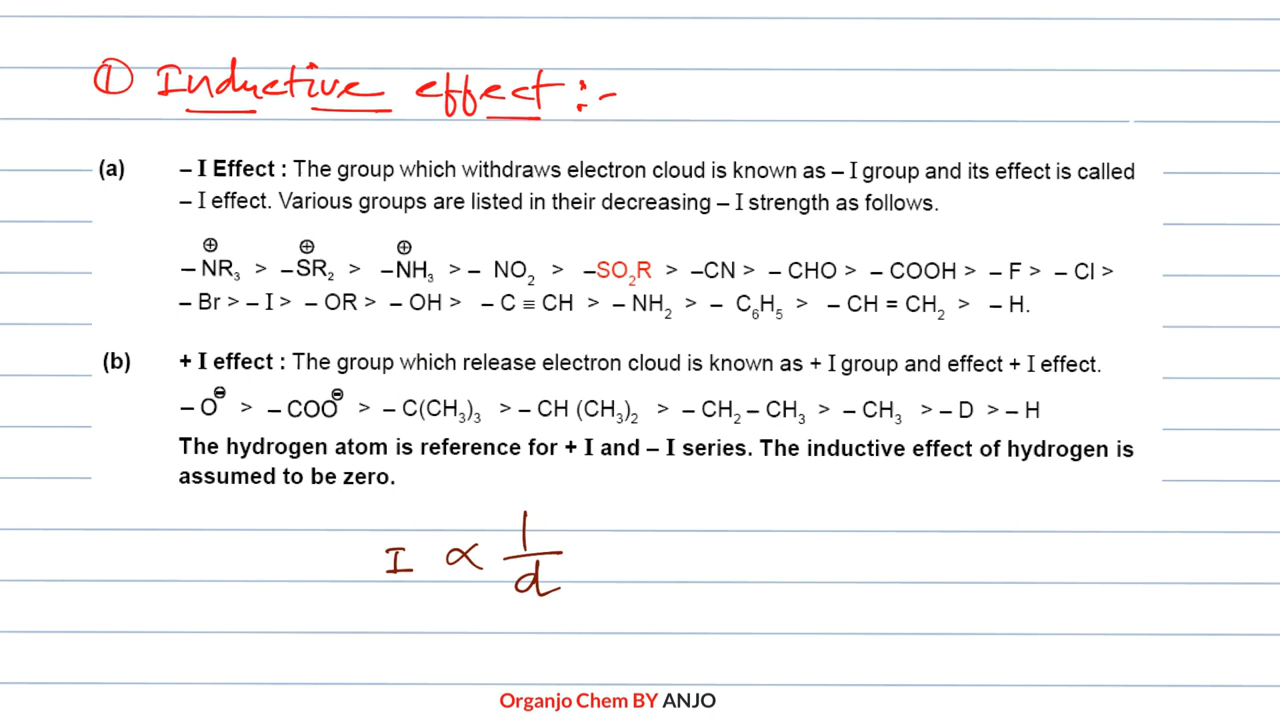 ① Inductive effect :-
(a) – I Effect : The group which withdraws electron cloud is known as – I group and its effect is called
– I effect. Various groups are listed in their decreasing – I strength as follows.
–N⊕R₃ > –S⊕R₂ > –N⊕H₃ > – NO₂ > –SO₂R > –CN > – CHO > – COOH > – F > – Cl >
– Br > – I > – OR > – OH > – C ≡ CH > – NH₂ > – C₆H₅ > – CH = CH₂ > – H.
(b) + I effect : The group which release electron cloud is known as + I group and effect + I effect.
– O⊖ > – COO⊖ > – C(CH₃)₃ > – CH (CH₃)₂ > – CH₂ – CH₃ > – CH₃ > – D > – H
The hydrogen atom is reference for + I and – I series. The inductive effect of hydrogen is
assumed to be zero.
I ∝ 1/d
Organjo Chem BY ANJO